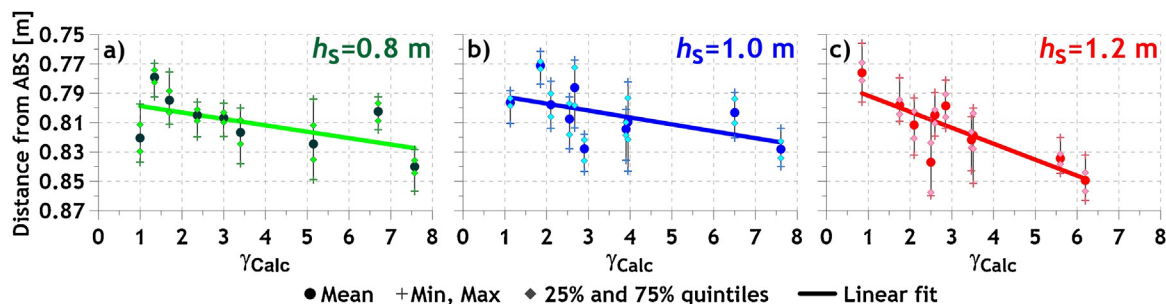 a) hS=0.8 m
b) hS=1.0 m
c) hS=1.2 m
Distance from ABS [m]
0.75
0.77
0.79
0.81
0.83
0.85
0.87
0 1 2 3 4 5 6 7 8
0 1 2 3 4 5 6 7 8
0 1 2 3 4 5 6 7 8
γCalc
γCalc
γCalc
Mean Min, Max 25% and 75% quintiles Linear fit